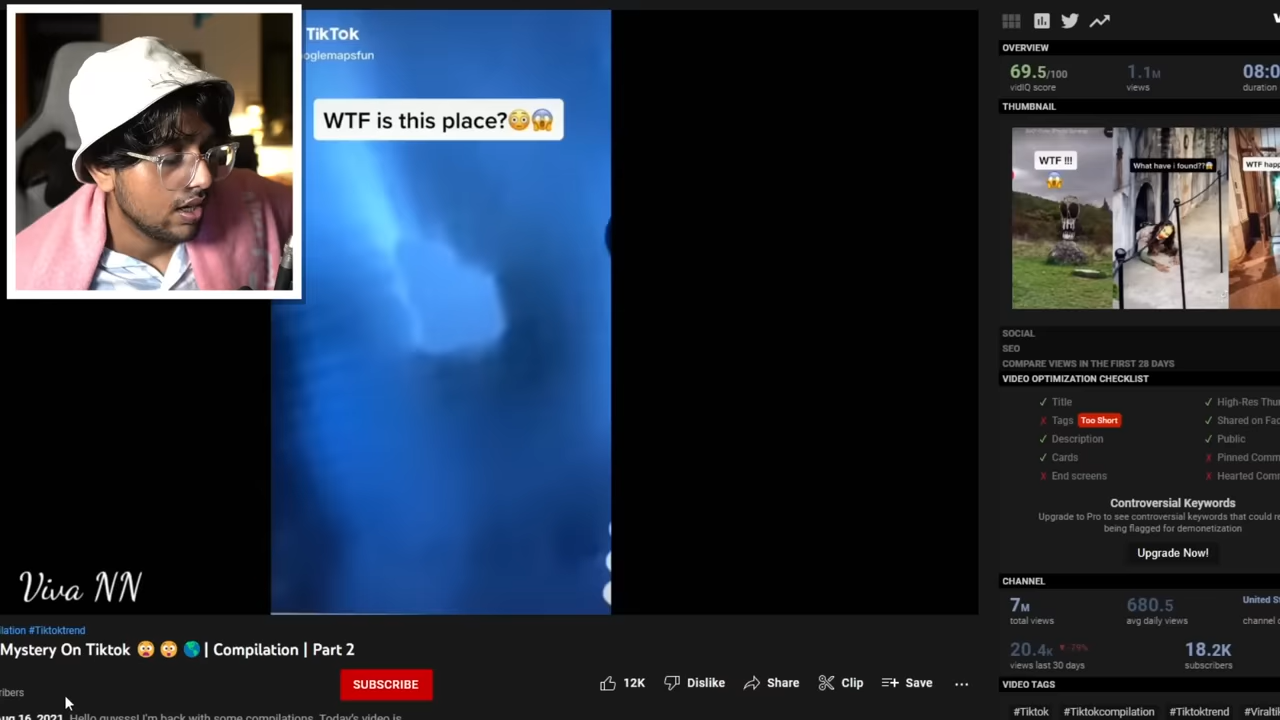 TikTok
oglemapsfun
WTF is this place?😳😱
Viva NN
lation #Tiktoktrend
Mystery On Tiktok 😲 😳 🌎 | Compilation | Part 2
ribers
SUBSCRIBE
12K
Dislike
Share
Clip
Save
ug 16, 2021 Hello guysss! I'm back with some compilations. Today's video is
OVERVIEW
69.5/100
vidIQ score
1.1M
views
08:0
duration
THUMBNAIL
WTF !!!
😱
What have i found??😱
WTF happ
SOCIAL
SEO
COMPARE VIEWS IN THE FIRST 28 DAYS
VIDEO OPTIMIZATION CHECKLIST
✓ Title
✗ Tags Too Short
✓ Description
✓ Cards
✗ End screens
✓ High-Res Thu
✓ Shared on Fac
✓ Public
✗ Pinned Comm
✗ Hearted Com
Controversial Keywords
Upgrade to Pro to see controversial keywords that could re
being flagged for demonetization
Upgrade Now!
CHANNEL
7M
total views
680.5
avg daily views
United St
channel c
20.4K ▼ -79%
views last 30 days
18.2K
subscribers
VIDEO TAGS
#Tiktok
#Tiktokcompilation
#Tiktoktrend
#Viralti